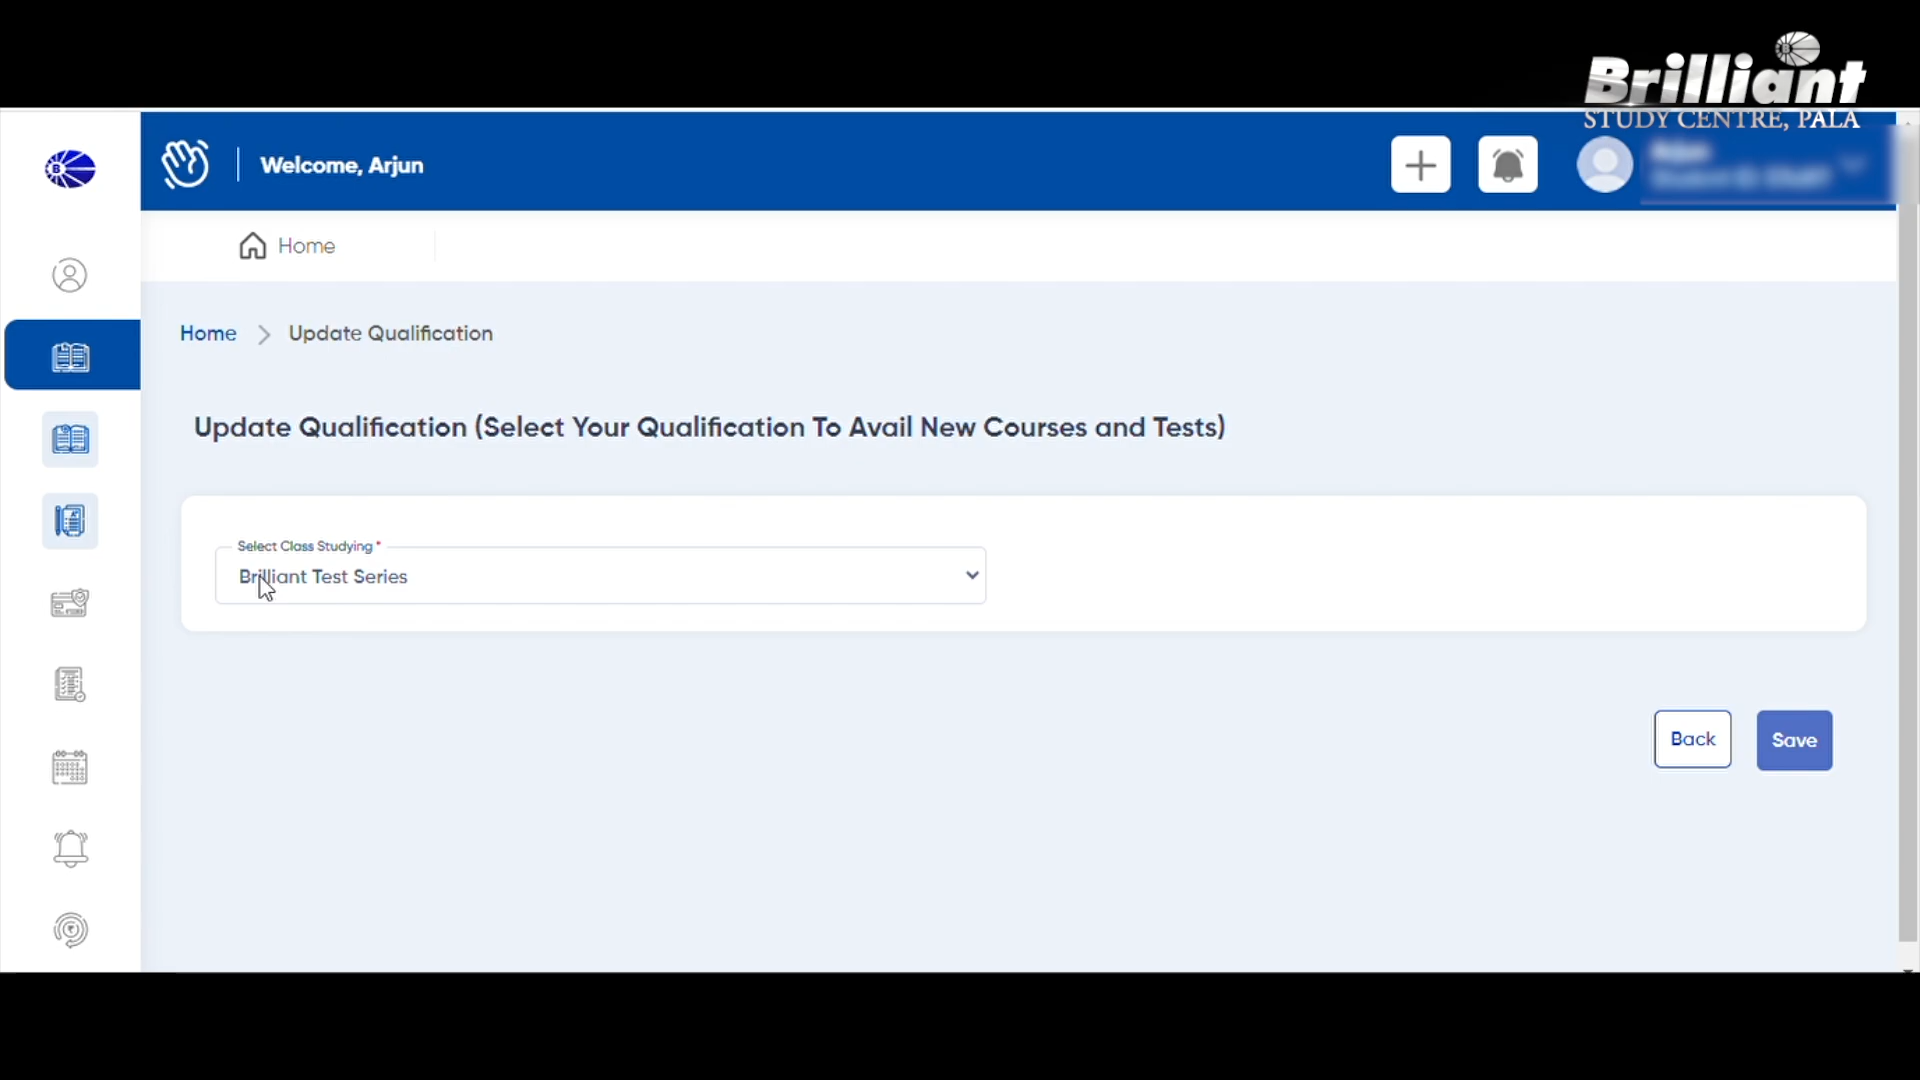 Brilliant
STUDY CENTRE, PALA
Welcome, Arjun
Home
Home
Update Qualification
Update Qualification (Select Your Qualification To Avail New Courses and Tests)
Select Class Studying *
Brilliant Test Series
Back
Save